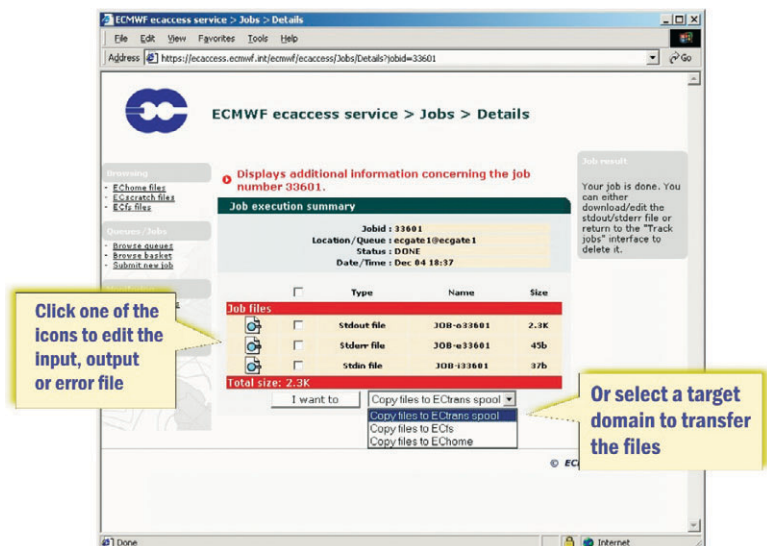 ECMWF ecaccess service > Jobs > Details
File Edit View Favorites Tools Help
Address https://ecaccess.ecmwf.int/ecmwf/ecaccess/Jobs/Details?jobid=33601 Go
ECMWF ecaccess service > Jobs > Details
Browsing
· EChome files
· ECscratch files
· ECfs files
Queues/Jobs
· Browse queues
· Browse basket
· Submit new job
Displays additional information concerning the job
number 33601.
Job execution summary
Jobid : 33601
Location/Queue : ecgate1@ecgate1
Status : DONE
Date/Time : Dec 04 18:37
Type Name Size
Job files
Stdout file JOB-o33601 2.3K
Stderr file JOB-e33601 45b
Stdin file JOB-i33601 37b
Total size: 2.3K
I want to Copy files to ECtrans spool
Copy files to ECtrans spool
Copy files to ECfs
Copy files to EChome
Job result
Your job is done. You
can either
download/edit the
stdout/stderr file or
return to the "Track
jobs" interface to
delete it.
Click one of the
icons to edit the
input, output
or error file
Or select a target
domain to transfer
the files
©
Done Internet